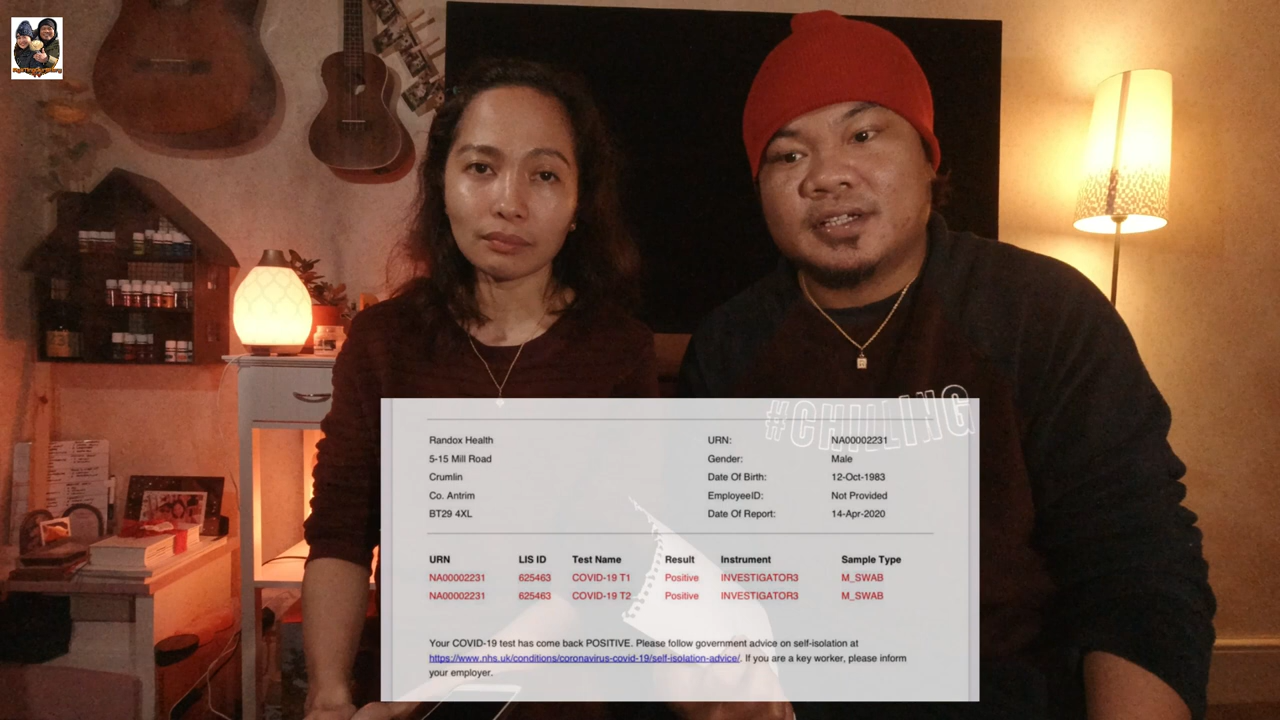 #CHILLING
Randox Health
5-15 Mill Road
Crumlin
Co. Antrim
BT29 4XL
URN: NA00002231
Gender: Male
Date Of Birth: 12-Oct-1983
EmployeeID: Not Provided
Date Of Report: 14-Apr-2020
URN LIS ID Test Name Result Instrument Sample Type
NA00002231 625463 COVID-19 T1 Positive INVESTIGATOR3 M_SWAB
NA00002231 625463 COVID-19 T2 Positive INVESTIGATOR3 M_SWAB
Your COVID-19 test has come back POSITIVE. Please follow government advice on self-isolation at
https://www.nhs.uk/conditions/coronavirus-covid-19/self-isolation-advice/. If you are a key worker, please inform
your employer.